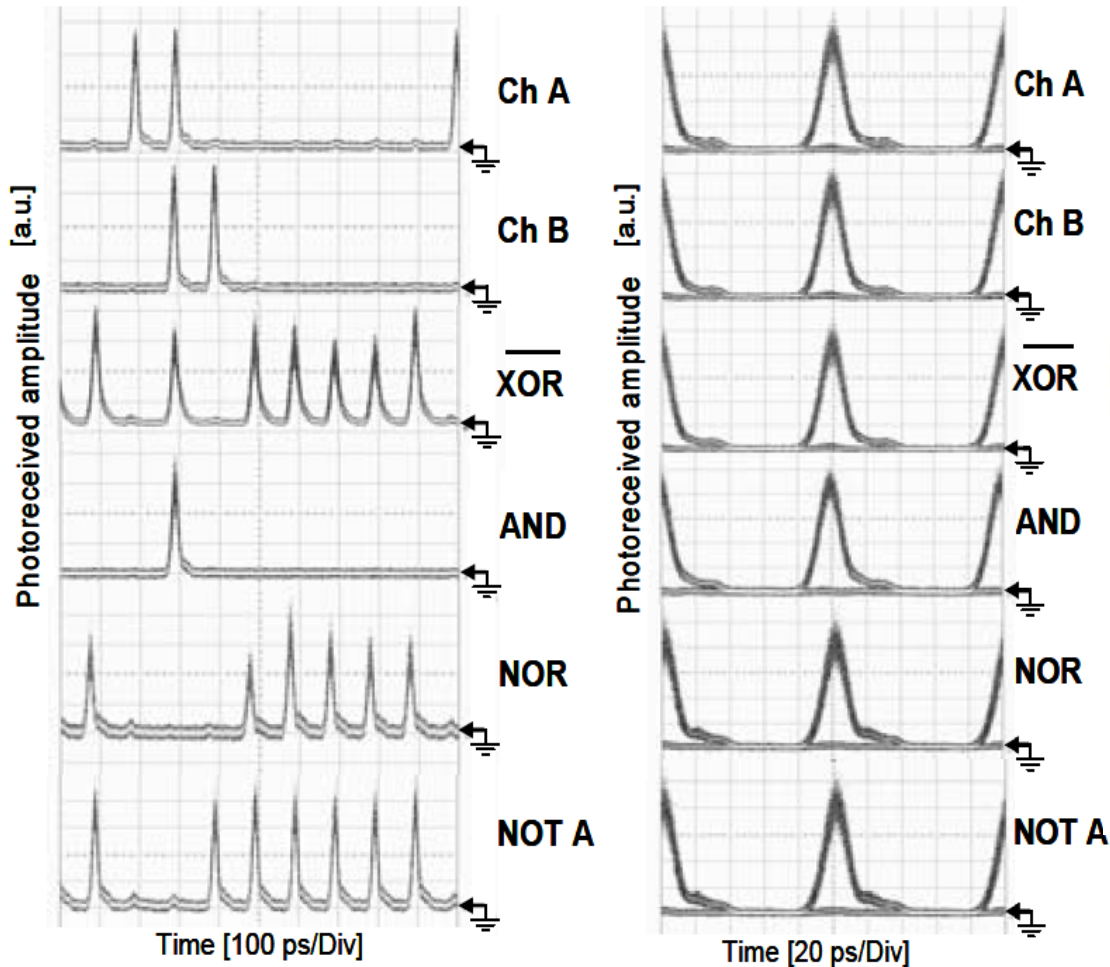 Photoreceived amplitude [a.u.]
Ch A
Ch B
XOR
AND
NOR
NOT A
Time [100 ps/Div]
Photoreceived amplitude [a.u.]
Ch A
Ch B
XOR
AND
NOR
NOT A
Time [20 ps/Div]